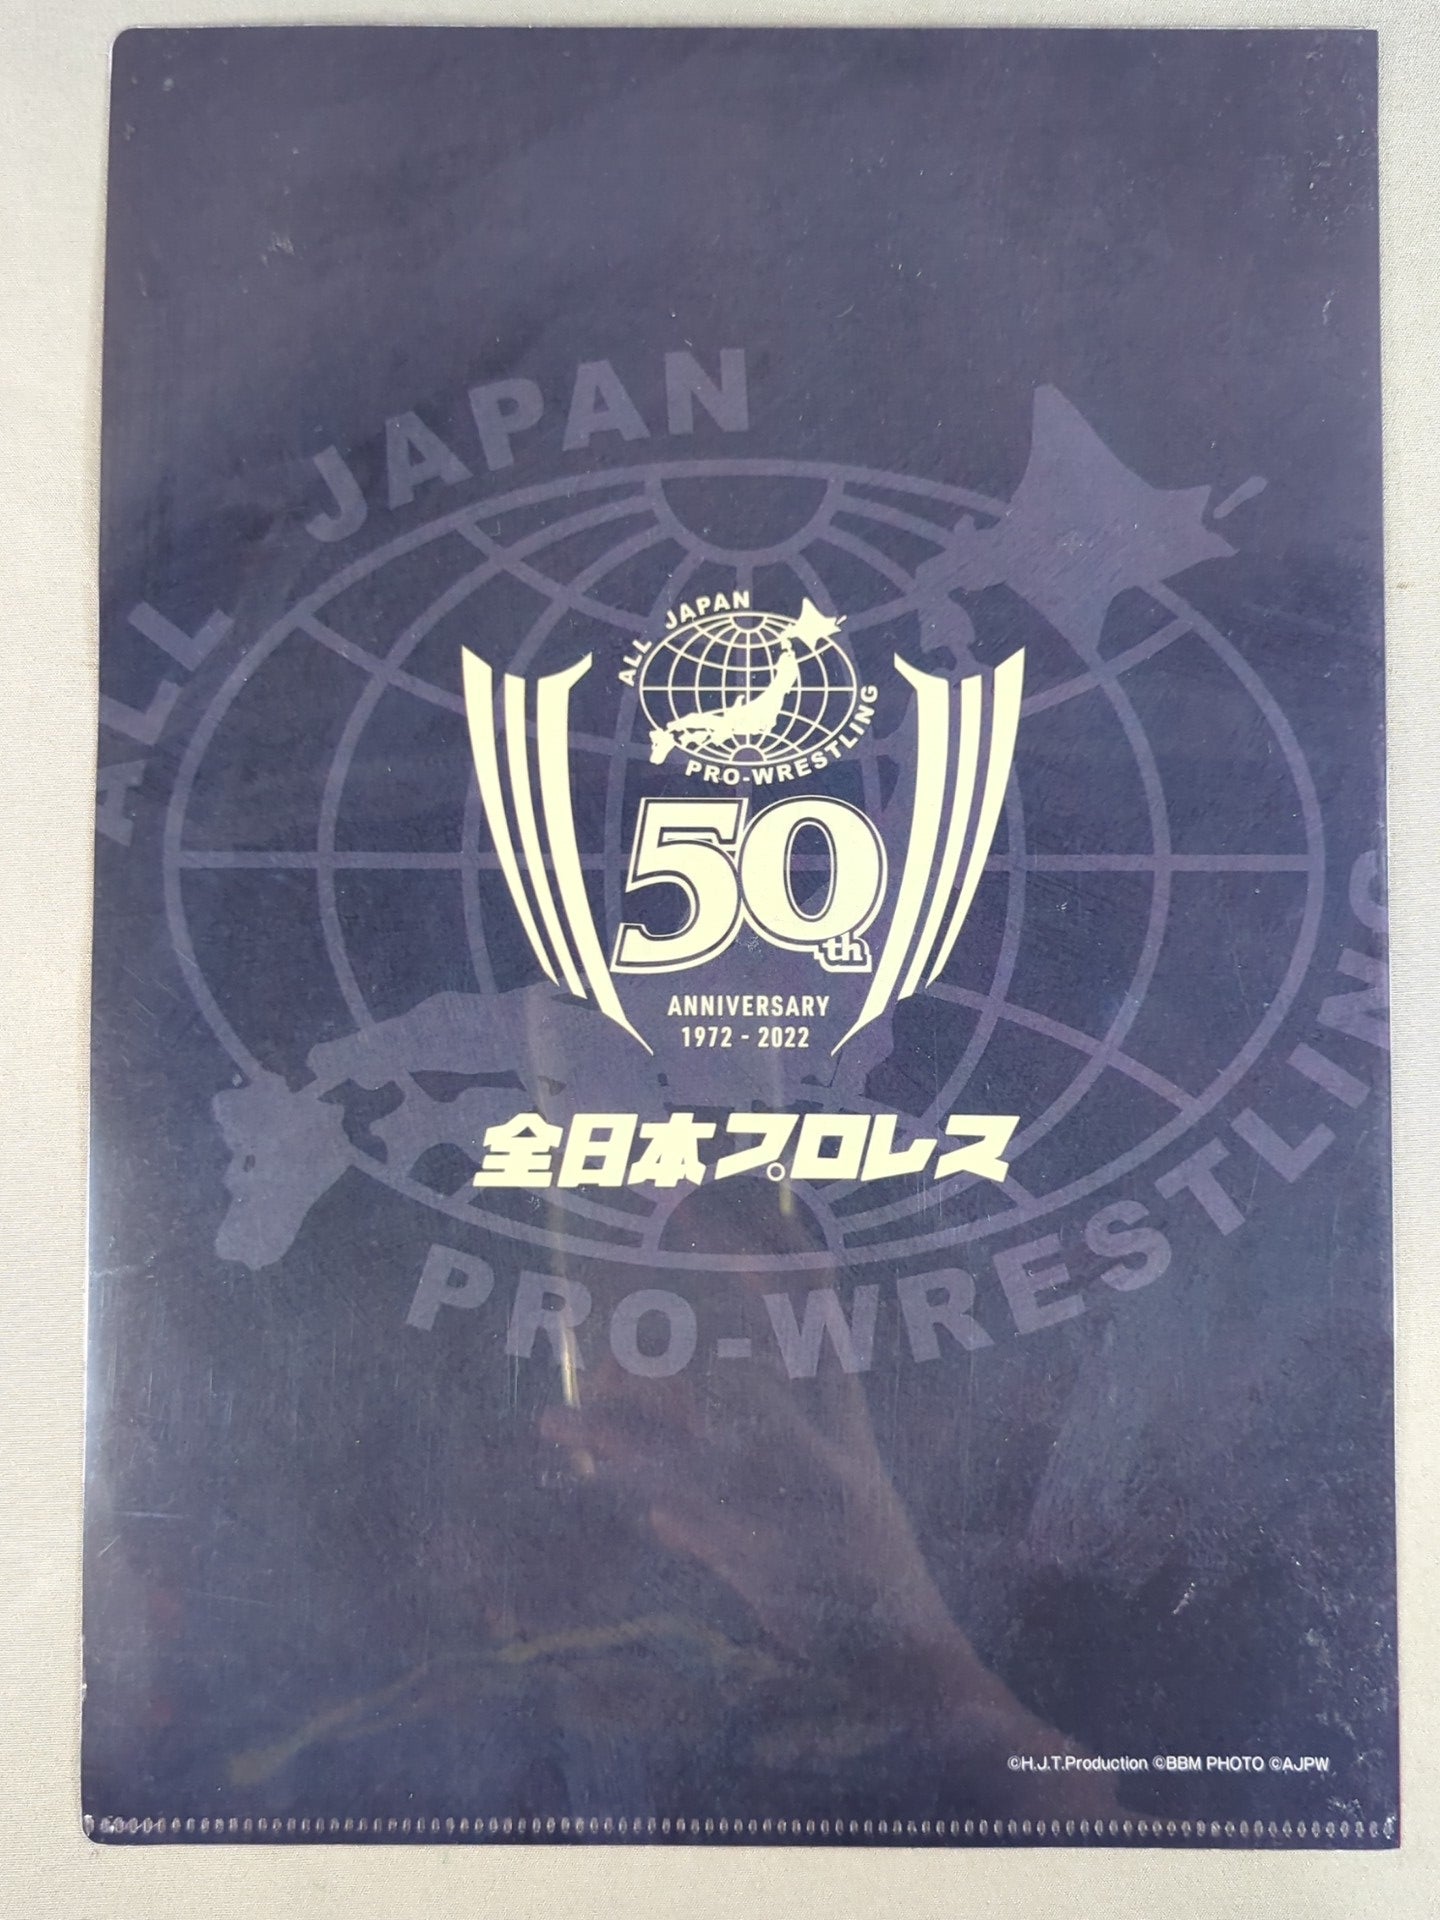 ALL JAPAN
PRO-WRESTLING
ALL JAPAN
PRO-WRESTLING
50th
ANNIVERSARY
1972 - 2022
全日本プロレス
©H.J.T.Production ©BBM PHOTO ©AJPW